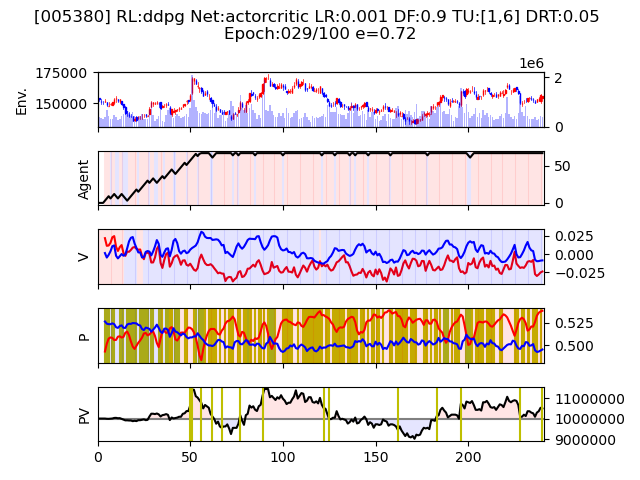 [005380] RL:ddpg Net:actorcritic LR:0.001 DF:0.9 TU:[1,6] DRT:0.05
Epoch:029/100 e=0.72
1e6
175000
150000
Env.
2
0
Agent
50
0
V
0.025
0.000
−0.025
P
0.525
0.500
PV
11000000
10000000
9000000
0
50
100
150
200